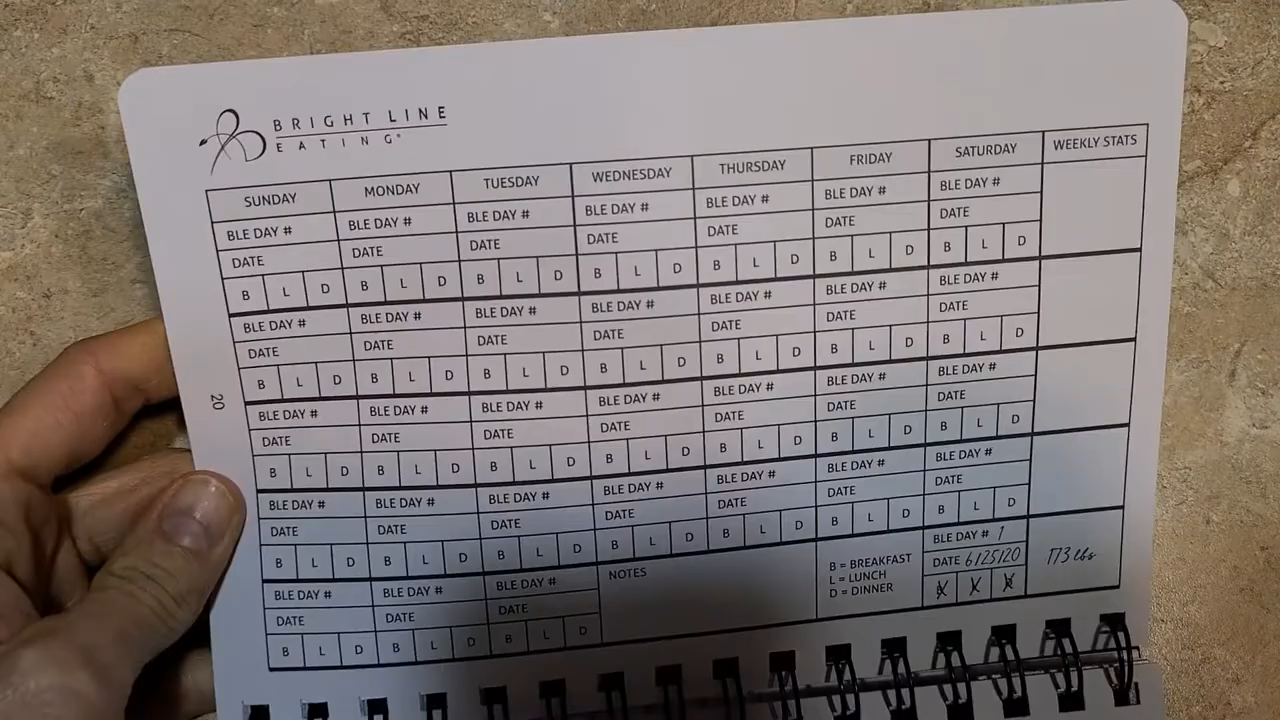 BRIGHT LINE
EATING®
SUNDAY MONDAY TUESDAY WEDNESDAY THURSDAY FRIDAY SATURDAY WEEKLY STATS
BLE DAY # BLE DAY # BLE DAY # BLE DAY # BLE DAY # BLE DAY # BLE DAY #
DATE DATE DATE DATE DATE DATE DATE
B L D B L D B L D B L D B L D B L D B L D
BLE DAY # BLE DAY # BLE DAY # BLE DAY # BLE DAY # BLE DAY # BLE DAY #
DATE DATE DATE DATE DATE DATE DATE
B L D B L D B L D B L D B L D B L D B L D
20
BLE DAY # BLE DAY # BLE DAY # BLE DAY # BLE DAY # BLE DAY # BLE DAY #
DATE DATE DATE DATE DATE DATE DATE
B L D B L D B L D B L D B L D B L D B L D
BLE DAY # BLE DAY # BLE DAY # BLE DAY # BLE DAY # BLE DAY # BLE DAY #
DATE DATE DATE DATE DATE DATE DATE
B L D B L D B L D B L D B L D B L D B L D
BLE DAY # BLE DAY # BLE DAY # NOTES B = BREAKFAST BLE DAY # 1 173 lbs
DATE DATE DATE L = LUNCH DATE 6/25/20
B L D B L D B L D D = DINNER B L D